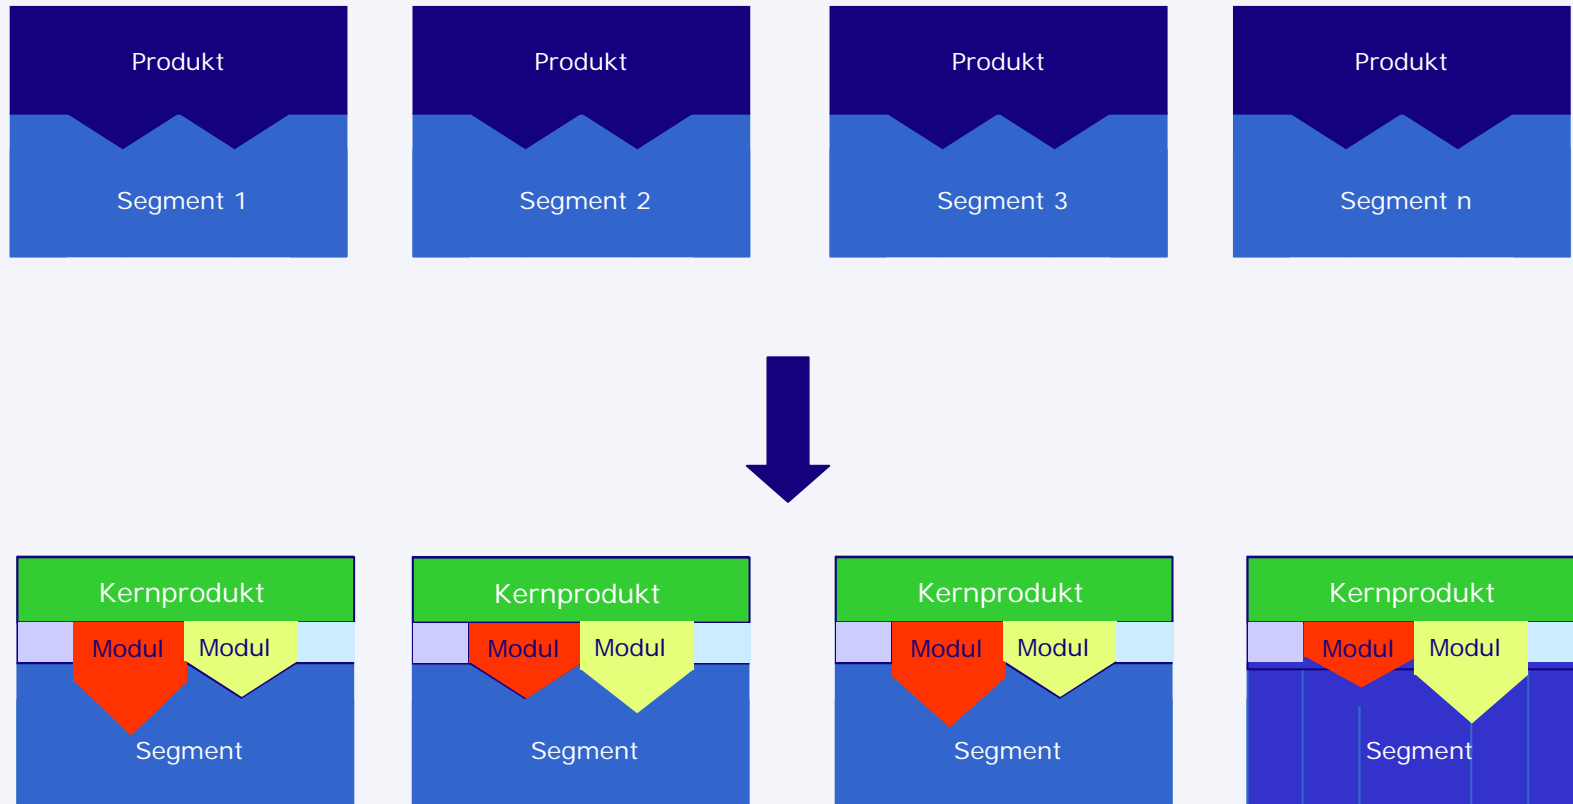 Produkt
Produkt
Produkt
Produkt
Segment 1
Segment 2
Segment 3
Segment n
Kernprodukt
Kernprodukt
Kernprodukt
Kernprodukt
Modul Modul
Modul Modul
Modul Modul
Modul Modul
Segment
Segment
Segment
Segment